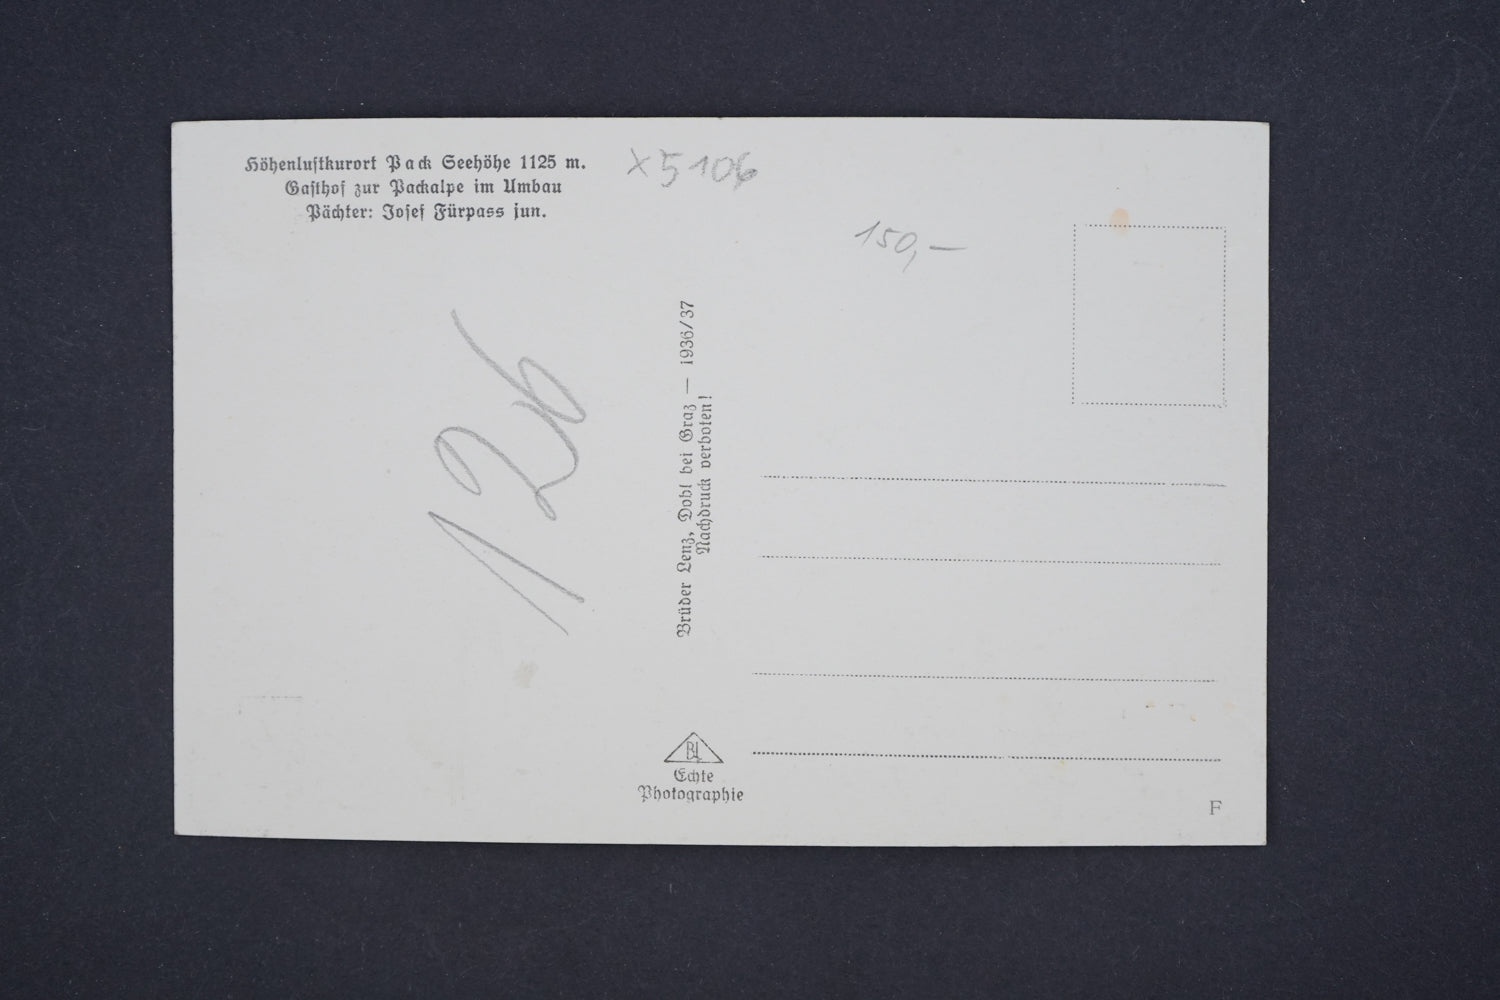 Höhenluftkurort Pack Seehöhe 1125 m.
Gasthof zur Packalpe im Umbau
Pächter: Josef Fürpass jun.
x 5106
150,-
126
Brüder Lenz, Dobl bei Graz — 1936/37
Nachdruck verboten!
BL
Echte
Photographie
F